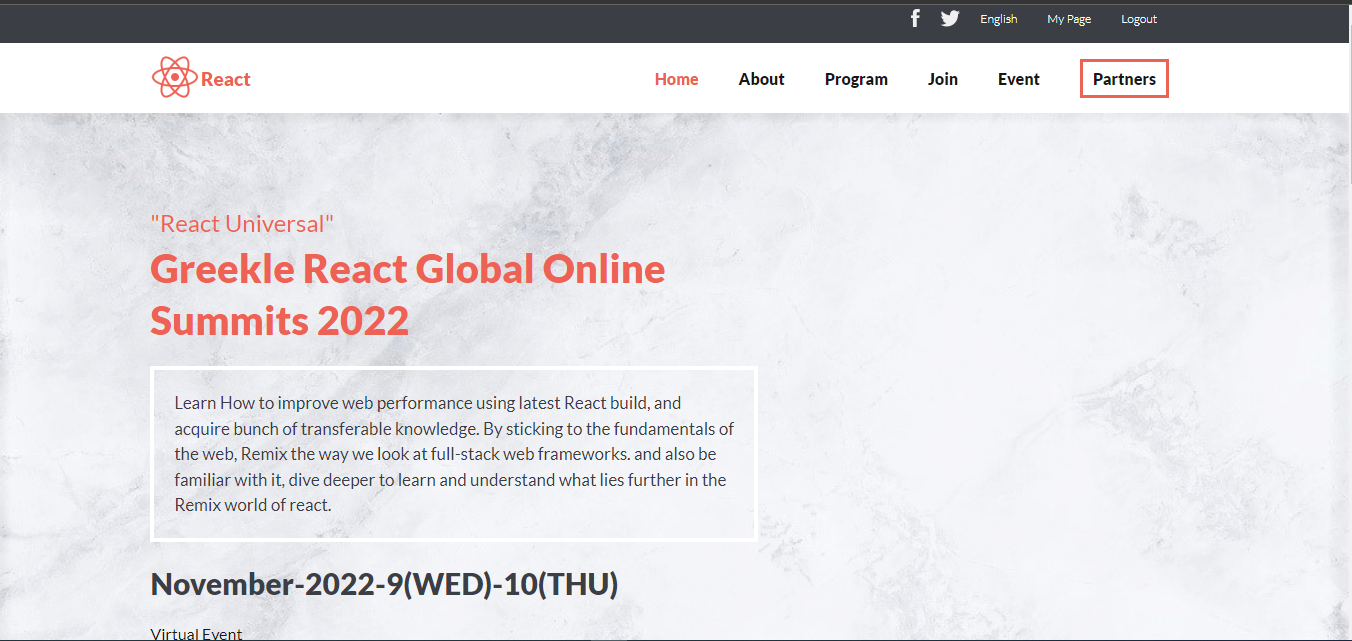 English My Page Logout
React Home About Program Join Event Partners
"React Universal"
Greekle React Global Online
Summits 2022
Learn How to improve web performance using latest React build, and
acquire bunch of transferable knowledge. By sticking to the fundamentals of
the web, Remix the way we look at full-stack web frameworks. and also be
familiar with it, dive deeper to learn and understand what lies further in the
Remix world of react.
November-2022-9(WED)-10(THU)
Virtual Event